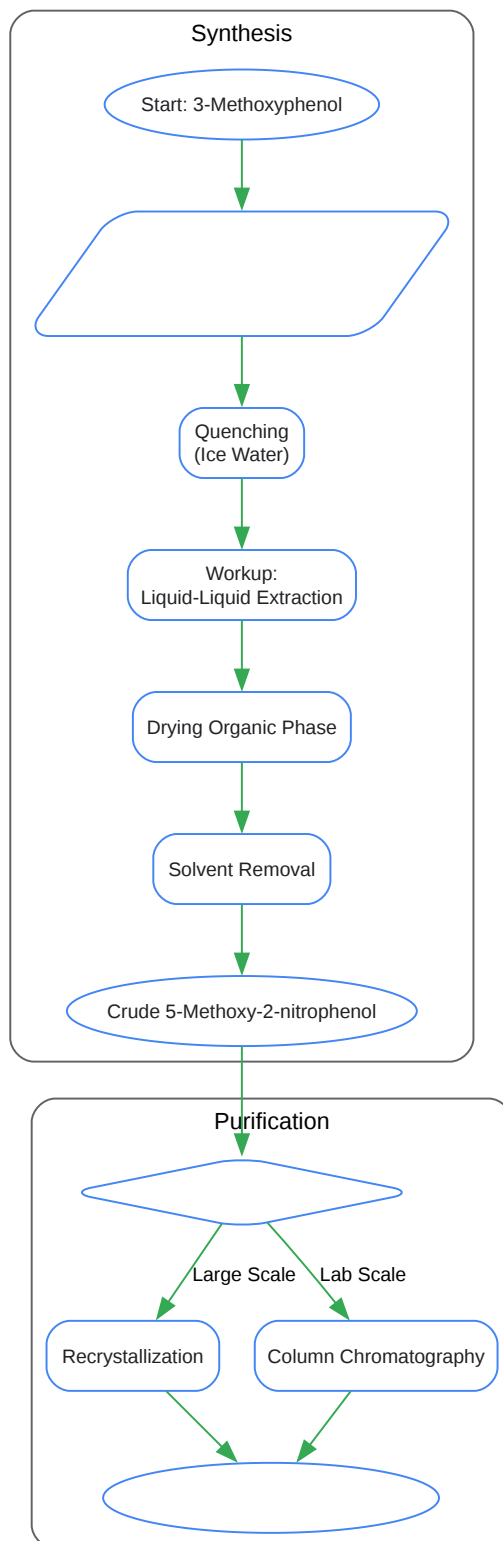 Synthesis
Start: 3-Methoxyphenol
Quenching
(Ice Water)
Workup:
Liquid-Liquid Extraction
Drying Organic Phase
Solvent Removal
Crude 5-Methoxy-2-nitrophenol
Purification
Large Scale
Lab Scale
Recrystallization
Column Chromatography